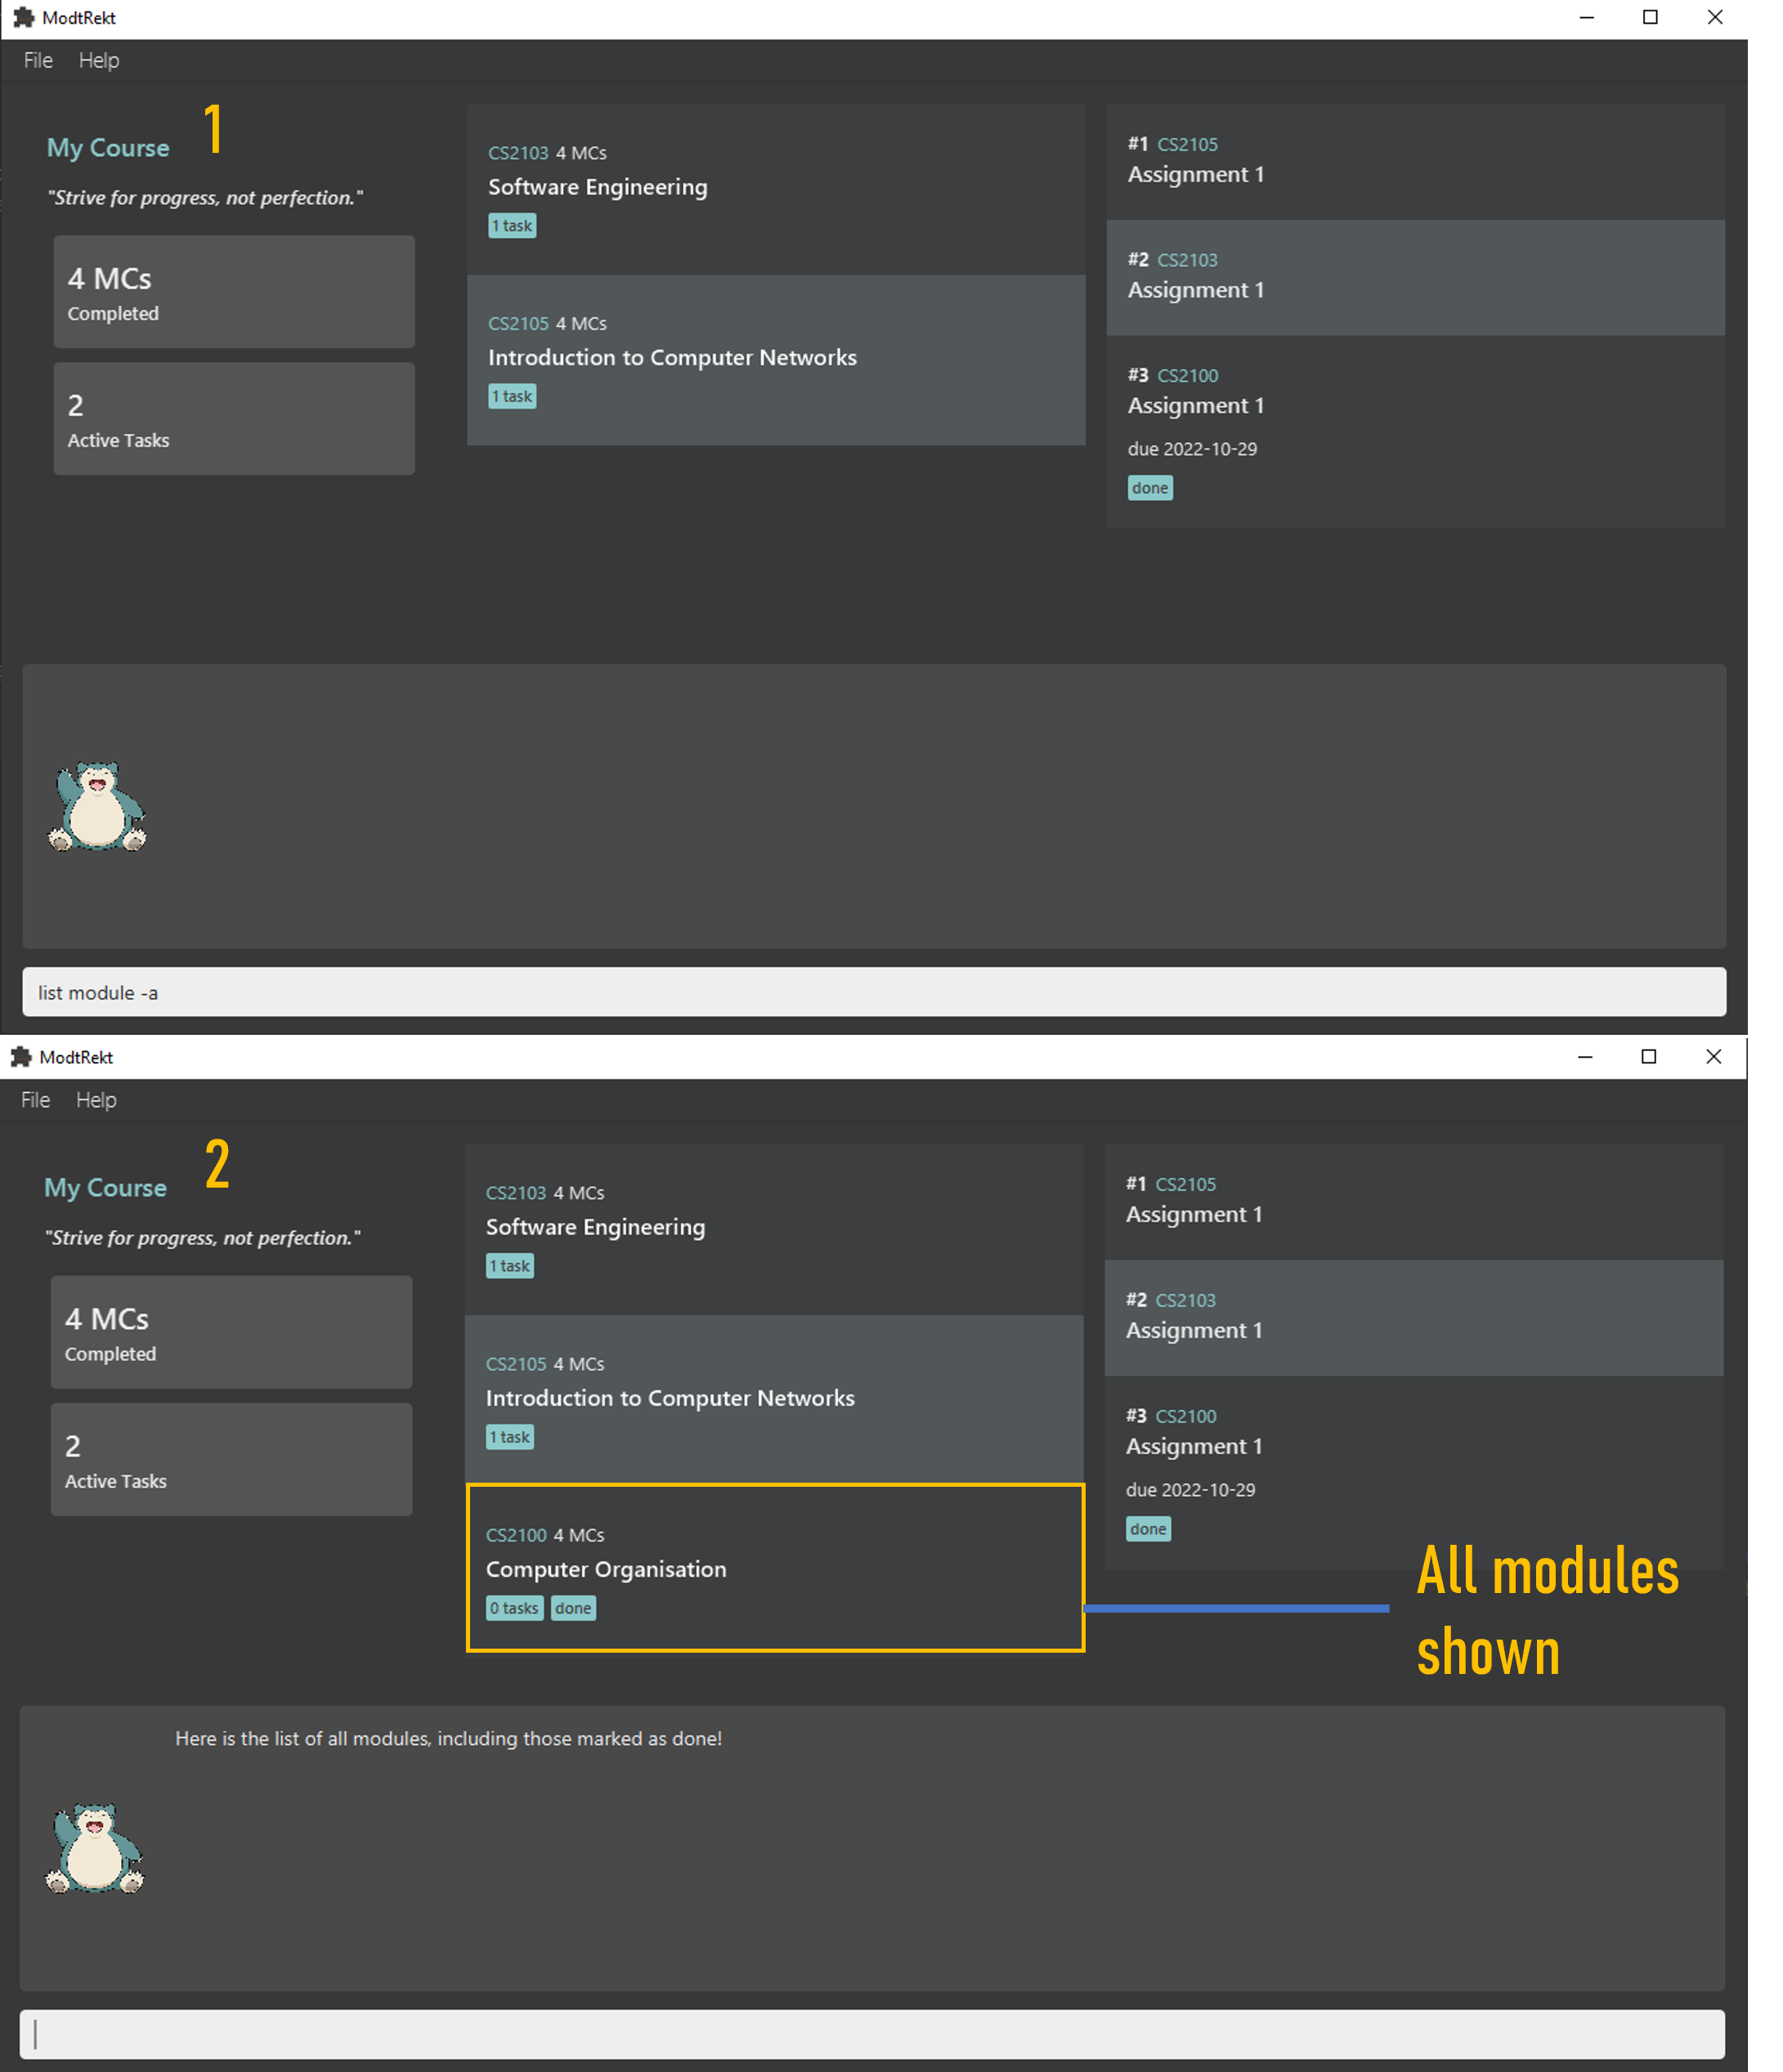 ModtRekt
File Help
1
My Course
"Strive for progress, not perfection."
4 MCs
Completed
2
Active Tasks
CS2103 4 MCs
Software Engineering
1 task
CS2105 4 MCs
Introduction to Computer Networks
1 task
#1 CS2105
Assignment 1
#2 CS2103
Assignment 1
#3 CS2100
Assignment 1
due 2022-10-29
done
list module -a
ModtRekt
File Help
2
My Course
"Strive for progress, not perfection."
4 MCs
Completed
2
Active Tasks
CS2103 4 MCs
Software Engineering
1 task
CS2105 4 MCs
Introduction to Computer Networks
1 task
CS2100 4 MCs
Computer Organisation
0 tasks done
#1 CS2105
Assignment 1
#2 CS2103
Assignment 1
#3 CS2100
Assignment 1
due 2022-10-29
done
All modules
shown
Here is the list of all modules, including those marked as done!